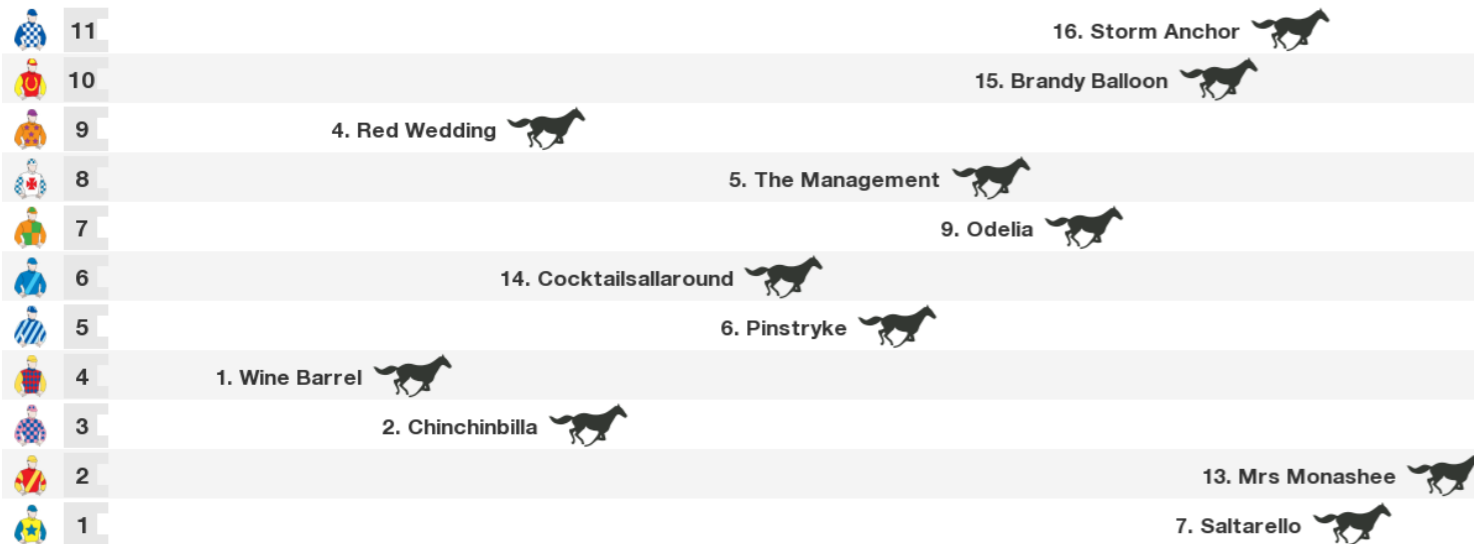 11 16. Storm Anchor
10 15. Brandy Balloon
9 4. Red Wedding
8 5. The Management
7 9. Odelia
6 14. Cocktailsallaround
5 6. Pinstryke
4 1. Wine Barrel
3 2. Chinchinbilla
2 13. Mrs Monashee
1 7. Saltarello